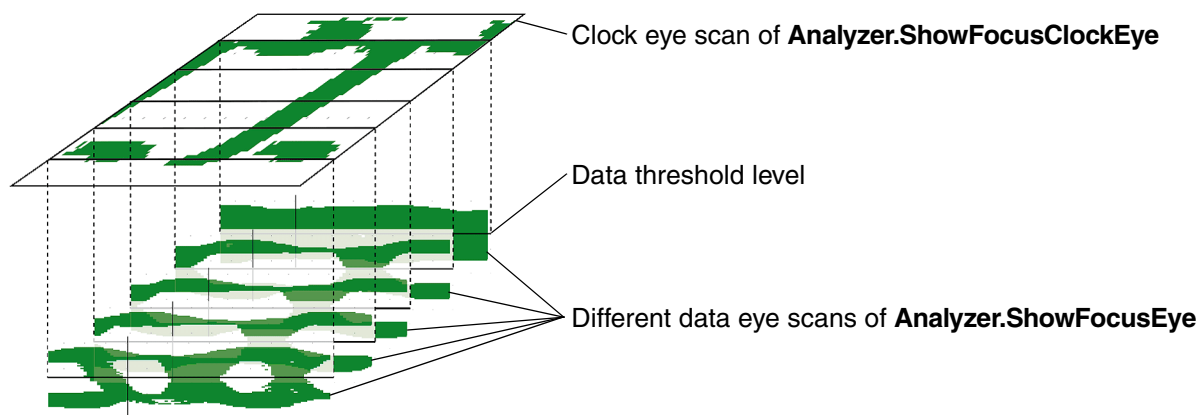 Clock eye scan of Analyzer.ShowFocusClockEye
Data threshold level
Different data eye scans of Analyzer.ShowFocusEye